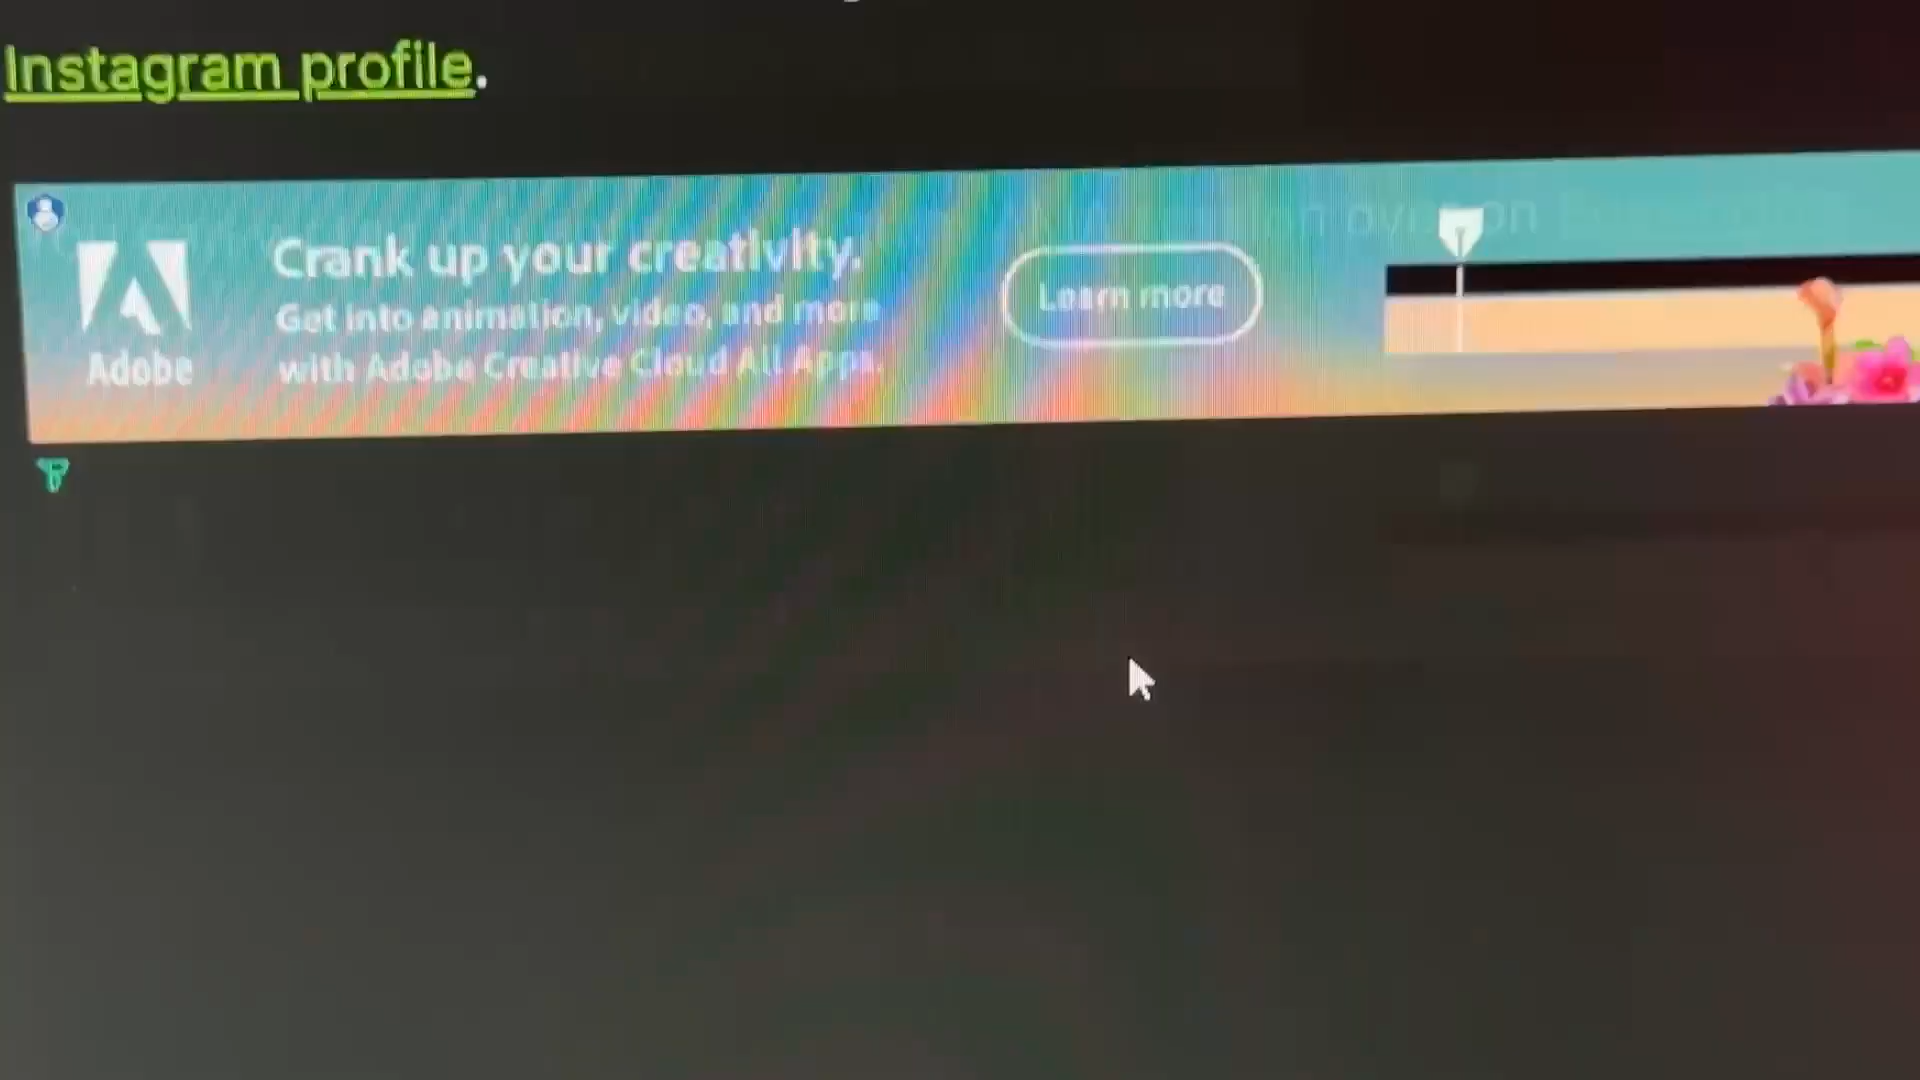 Instagram profile.
Crank up your creativity.
Get into animation, video, and more
with Adobe Creative Cloud All Apps.
Adobe
Learn more